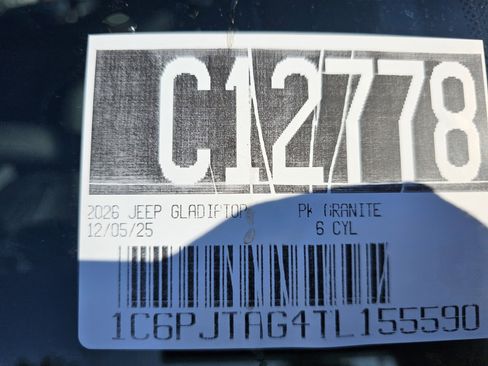 C12778
2026 JEEP GLADIATOR PK GRANITE
12/05/25 6 CYL
1C6PJTAG4TL155590